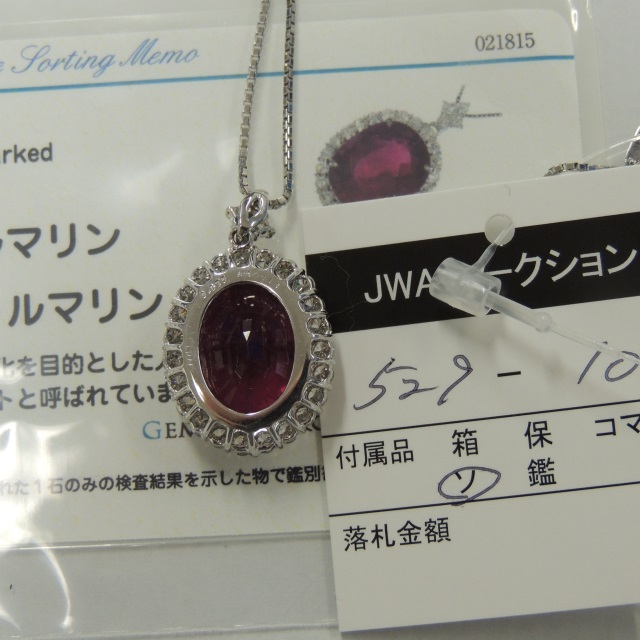 Sorting Memo
021815
マリン
ルマリン
化を目的とした
トと呼ばれていま
GEM
れた1石のみの検査結果を示した物で鑑別
JWA
クション
529 - 10
付属品 箱 保 コマ
ソ 鑑
落札金額